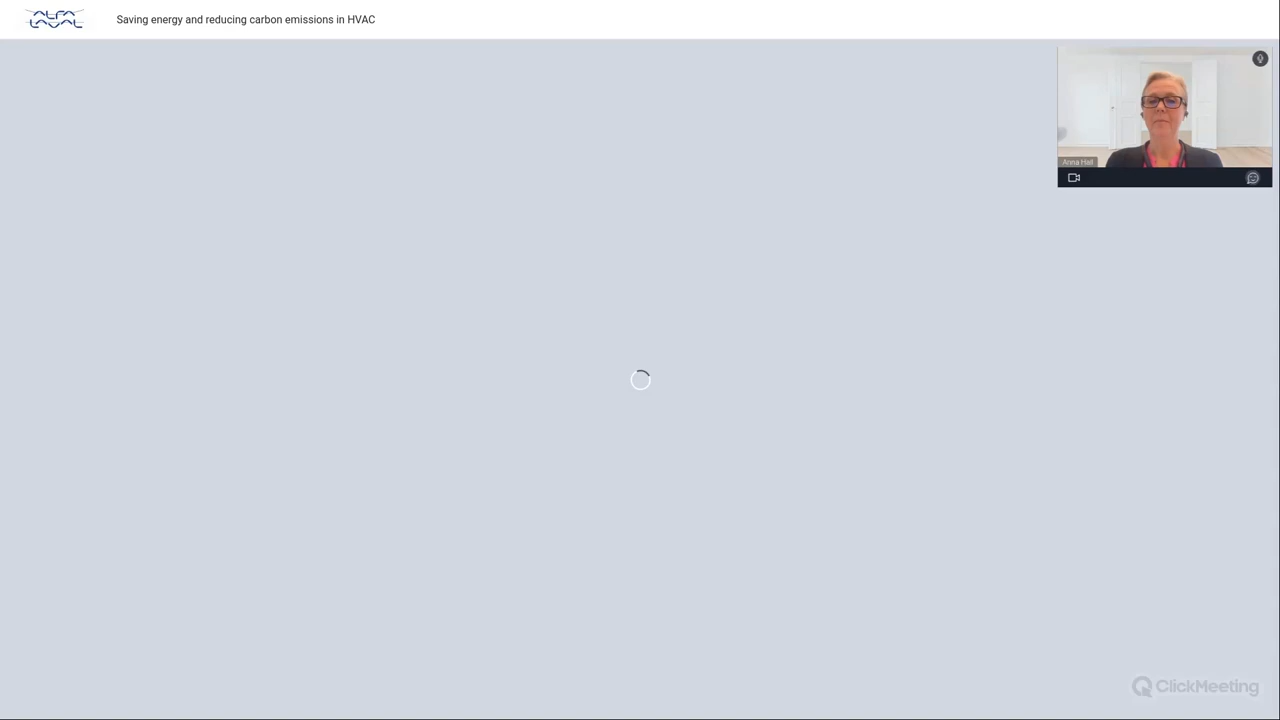 ALFA
LAVAL
Saving energy and reducing carbon emissions in HVAC
Anna Hall
ClickMeeting